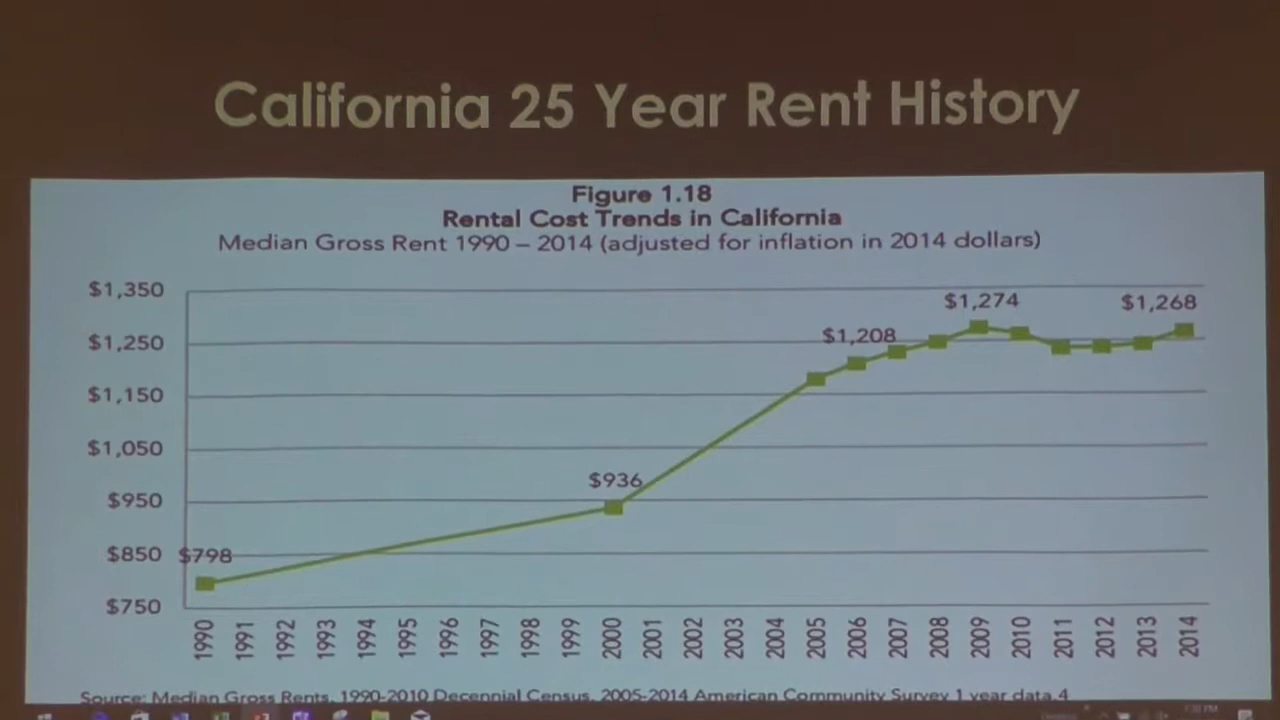 California 25 Year Rent History
Figure 1.18
Rental Cost Trends in California
Median Gross Rent 1990 – 2014 (adjusted for inflation in 2014 dollars)
$1,350
$1,274
$1,268
$1,250
$1,208
$1,150
$1,050
$950
$936
$850
$798
$750
1990 1991 1992 1993 1994 1995 1996 1997 1998 1999 2000 2001 2002 2003 2004 2005 2006 2007 2008 2009 2010 2011 2012 2013 2014
Source: Median Gross Rents, 1990-2010 Decennial Census, 2005-2014 American Community Survey 1 year data.4